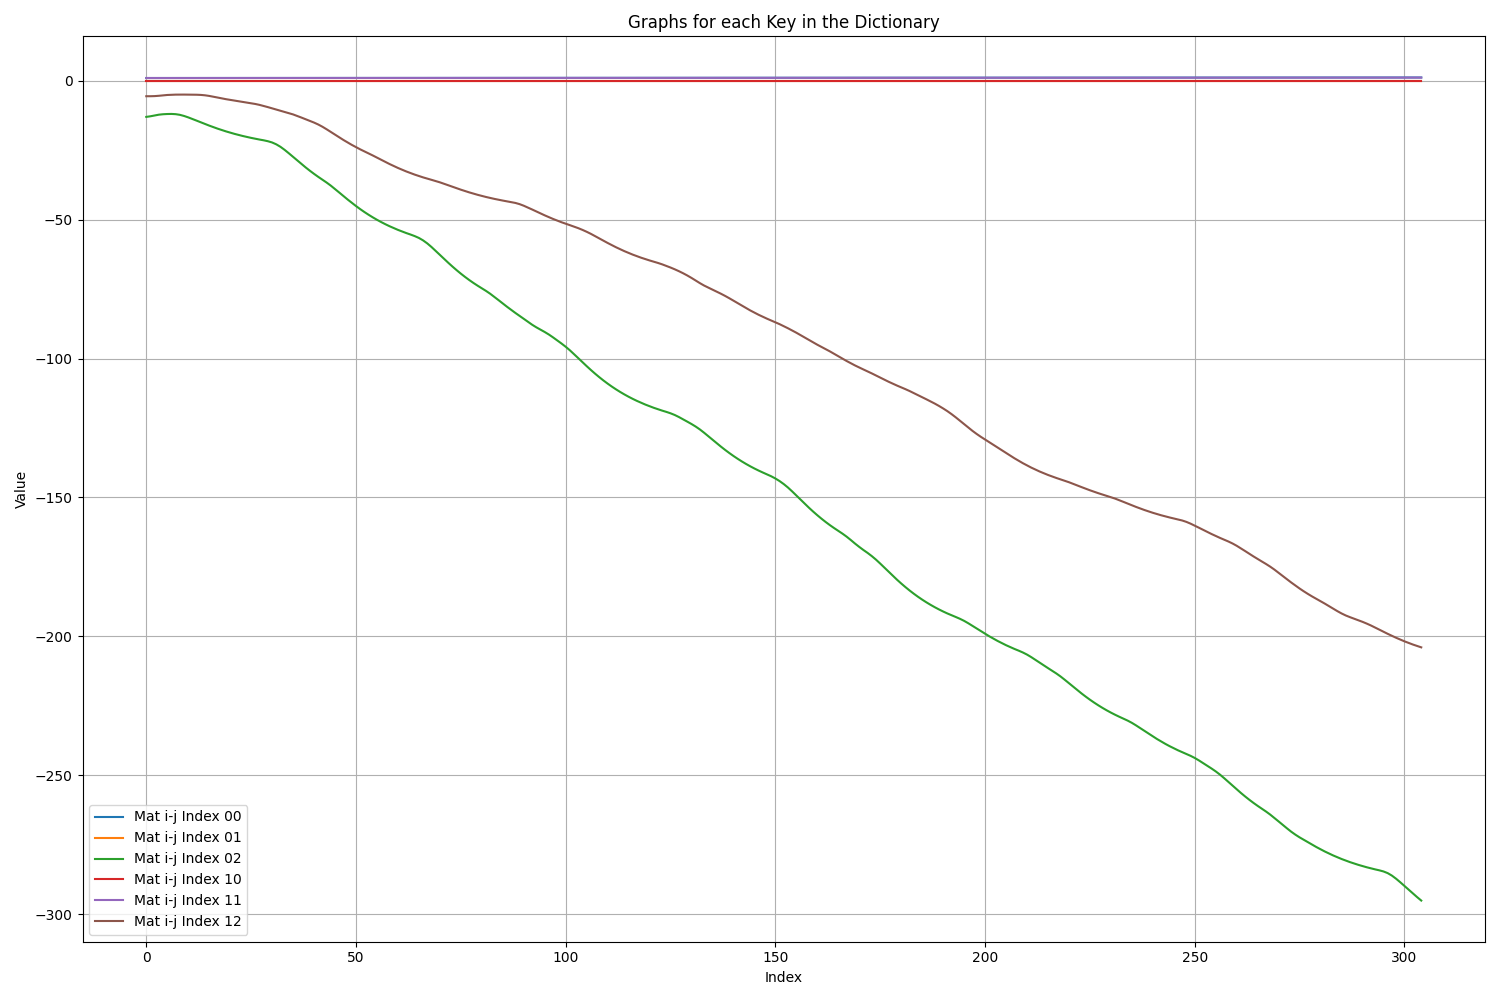 Graphs for each Key in the Dictionary
0
−50
−100
−150
−200
−250
−300
Value
Mat i-j Index 00
Mat i-j Index 01
Mat i-j Index 02
Mat i-j Index 10
Mat i-j Index 11
Mat i-j Index 12
0 50 100 150 200 250 300
Index